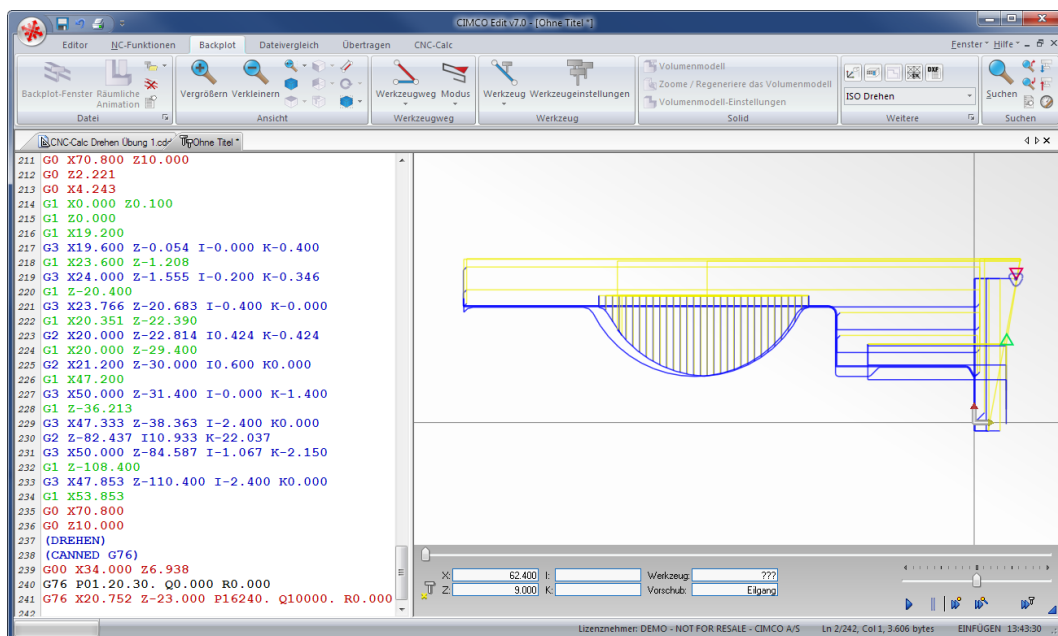 CIMCO Edit v7.0 - [Ohne Titel *]
Editor NC-Funktionen Backplot Dateivergleich Übertragen CNC-Calc Fenster Hilfe
Backplot-Fenster Räumliche Animation
Vergrößern Verkleinern
Werkzeugweg Modus
Werkzeug Werkzeugeinstellungen
Volumenmodell
Zoome / Regeneriere das Volumenmodell
Volumenmodell-Einstellungen
DXF
ISO Drehen
Suchen
Datei Ansicht Werkzeugweg Werkzeug Solid Weitere Suchen
CNC-Calc Drehen Übung 1.cdd Ohne Titel *
211 G0 X70.800 Z10.000
212 G0 Z2.221
213 G0 X4.243
214 G1 X0.000 Z0.100
215 G1 Z0.000
216 G1 X19.200
217 G3 X19.600 Z-0.054 I-0.000 K-0.400
218 G1 X23.600 Z-1.208
219 G3 X24.000 Z-1.555 I-0.200 K-0.346
220 G1 Z-20.400
221 G3 X23.766 Z-20.683 I-0.400 K-0.000
222 G1 X20.351 Z-22.390
223 G2 X20.000 Z-22.814 I0.424 K-0.424
224 G1 X20.000 Z-29.400
225 G2 X21.200 Z-30.000 I0.600 K0.000
226 G1 X47.200
227 G3 X50.000 Z-31.400 I-0.000 K-1.400
228 G1 Z-36.213
229 G3 X47.333 Z-38.363 I-2.400 K0.000
230 G2 Z-82.437 I10.933 K-22.037
231 G3 X50.000 Z-84.587 I-1.067 K-2.150
232 G1 Z-108.400
233 G3 X47.853 Z-110.400 I-2.400 K0.000
234 G1 X53.853
235 G0 X70.800
236 G0 Z10.000
237 (DREHEN)
238 (CANNED G76)
239 G00 X34.000 Z6.938
240 G76 P01.20.30. Q0.000 R0.000
241 G76 X20.752 Z-23.000 P16240. Q10000. R0.000
242
X: 62.400 I: Werkzeug: ???
Z: 9.000 K: Vorschub: Eilgang
Lizenznehmer: DEMO - NOT FOR RESALE - CIMCO A/S Ln 2/242, Col 1, 3.606 bytes EINFÜGEN 13:43:30